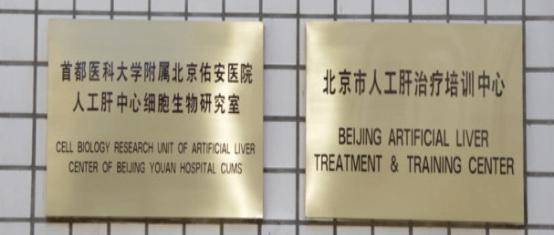 首都医科大学附属北京佑安医院
人工肝中心细胞生物研究室
CELL BIOLOGY RESEARCH UNIT OF ARTIFICIAL LIVER
CENTER OF BEIJING YOUAN HOSPITAL CUMS
北京市人工肝治疗培训中心
BEIJING ARTIFICIAL LIVER
TREATMENT & TRAINING CENTER